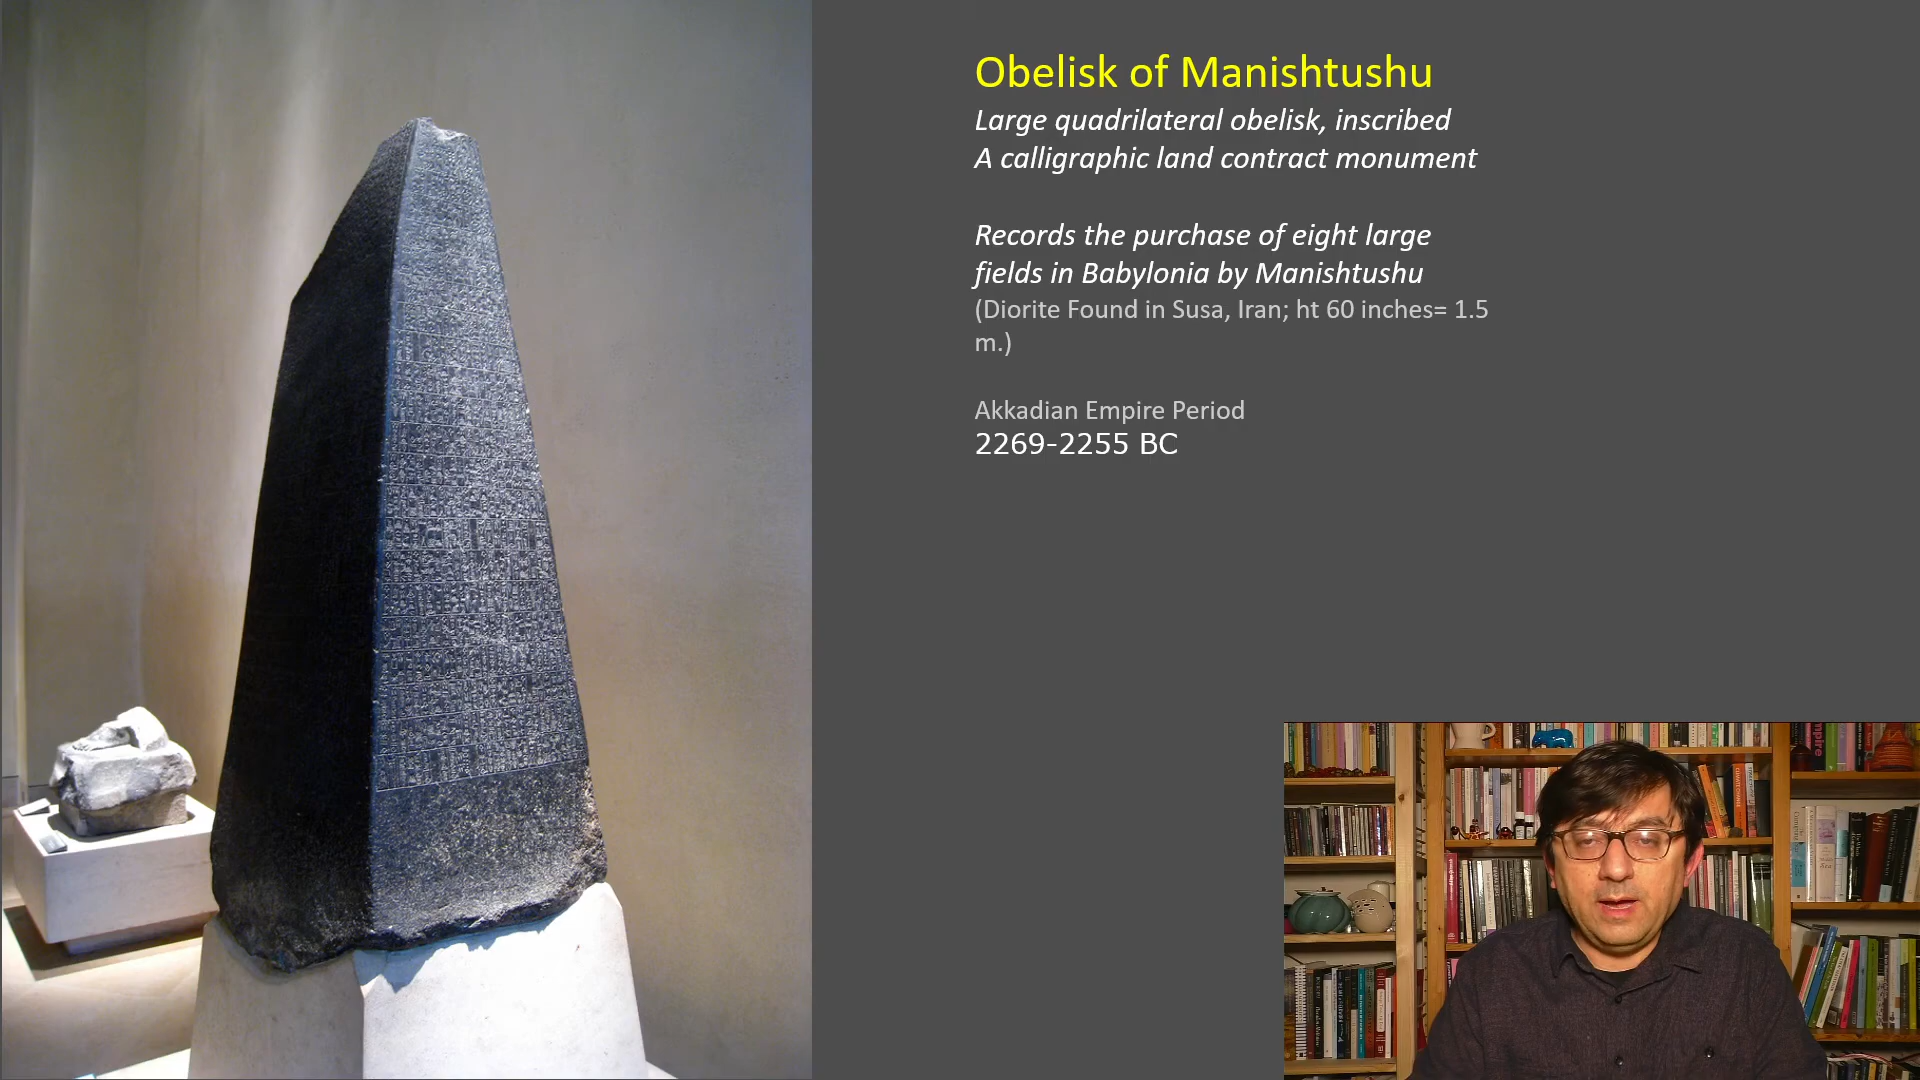 Obelisk of Manishtushu
Large quadrilateral obelisk, inscribed
A calligraphic land contract monument
Records the purchase of eight large
fields in Babylonia by Manishtushu
(Diorite Found in Susa, Iran; ht 60 inches= 1.5
m.)
Akkadian Empire Period
2269-2255 BC